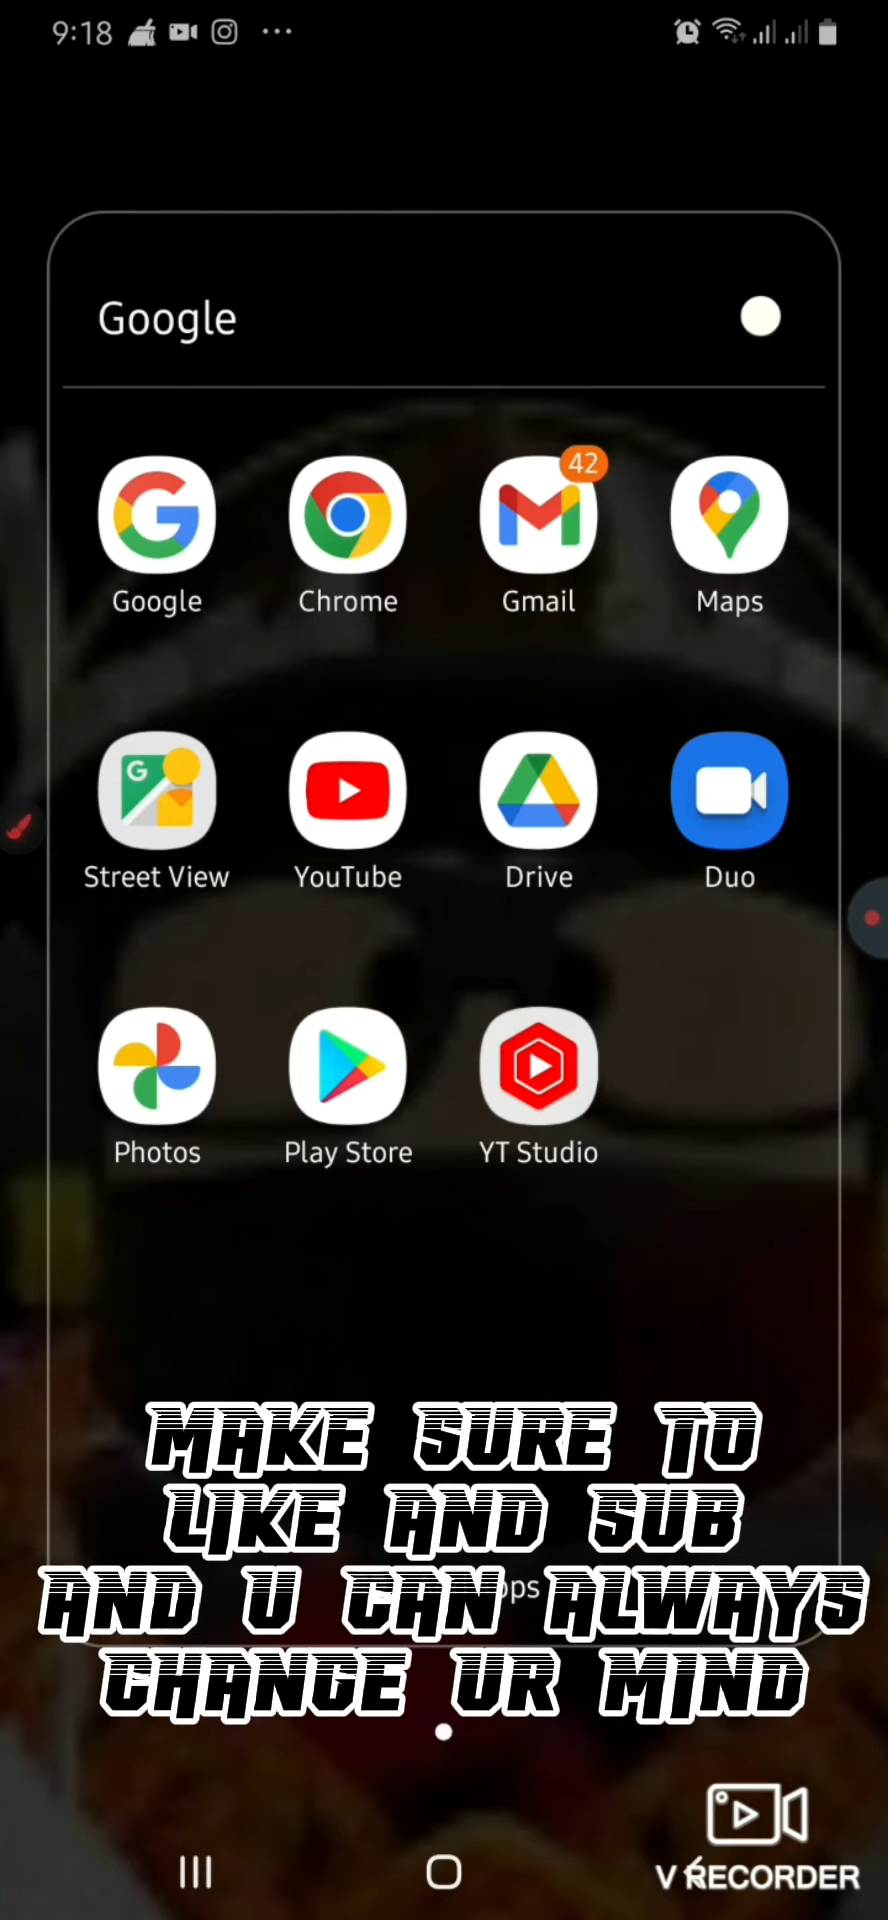 9:18
Google
42
Google Chrome Gmail Maps
G
Street View YouTube Drive Duo
Photos Play Store YT Studio
MAKE SURE TO
LIKE AND SUB
AND U CAN ALWAYS
CHANGE UR MIND
V RECORDER